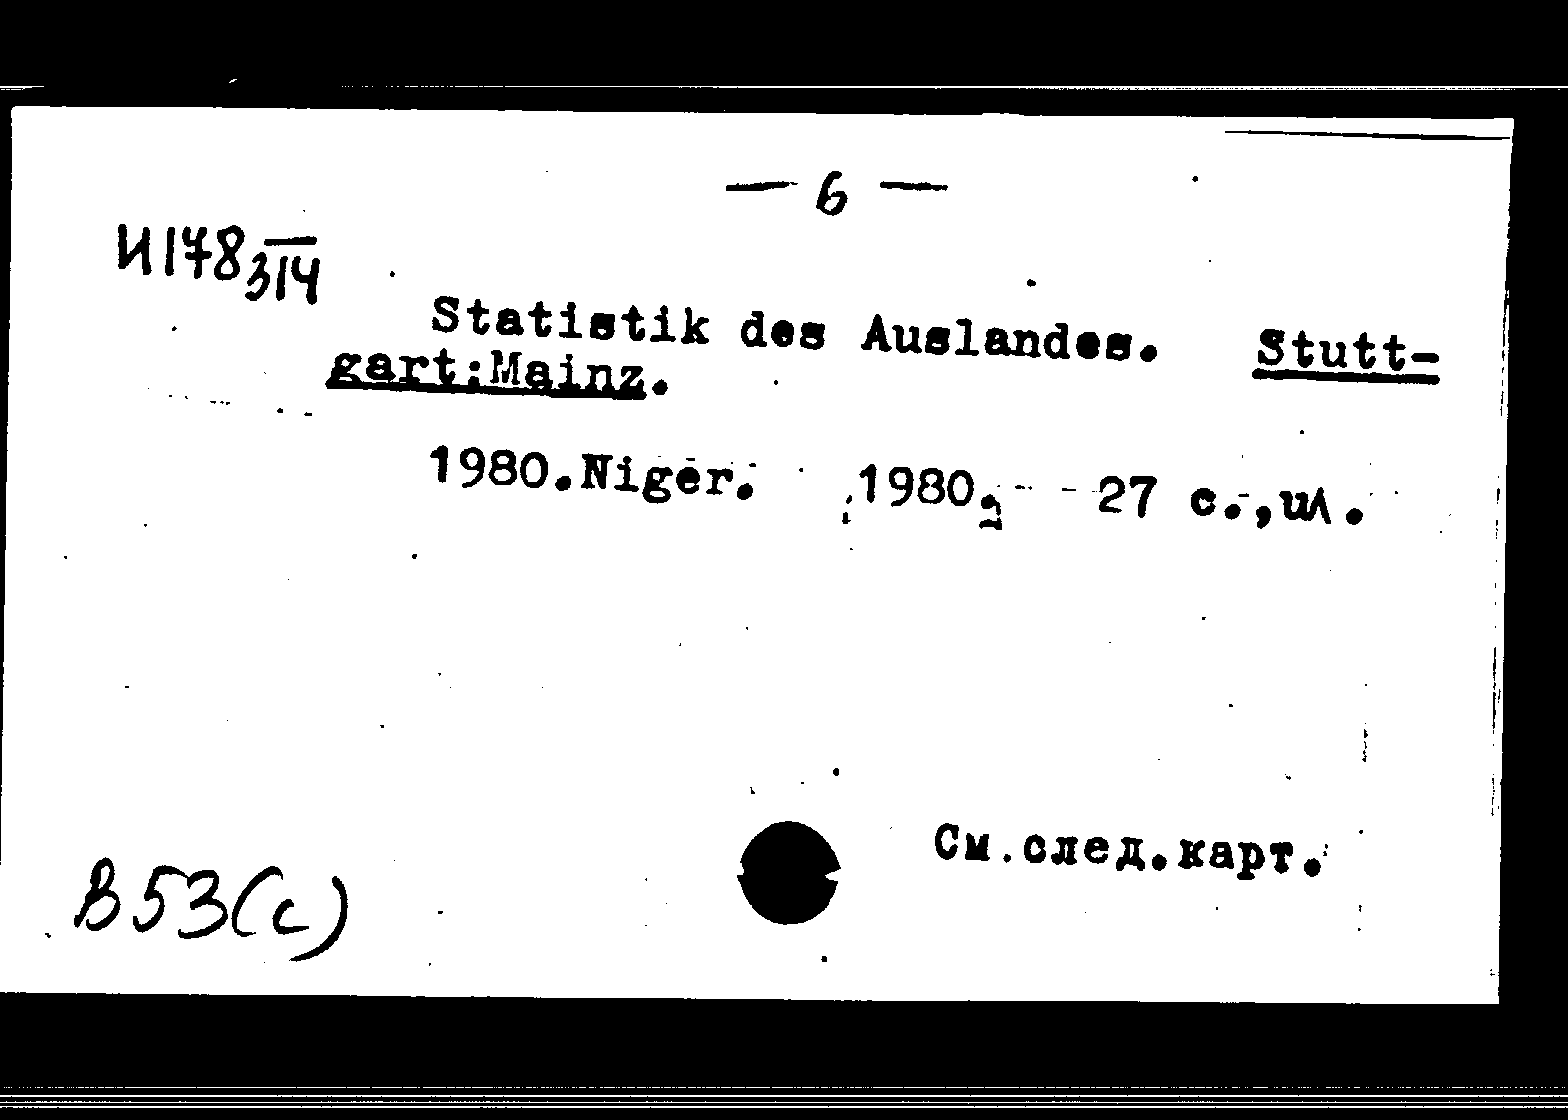 — 6 —
И178 314
Statistik des Auslandes. Stutt-
gart:Mainz.
1980.Niger. 1980. - 27 с.,ил.
См.след.карт.
В53(с)